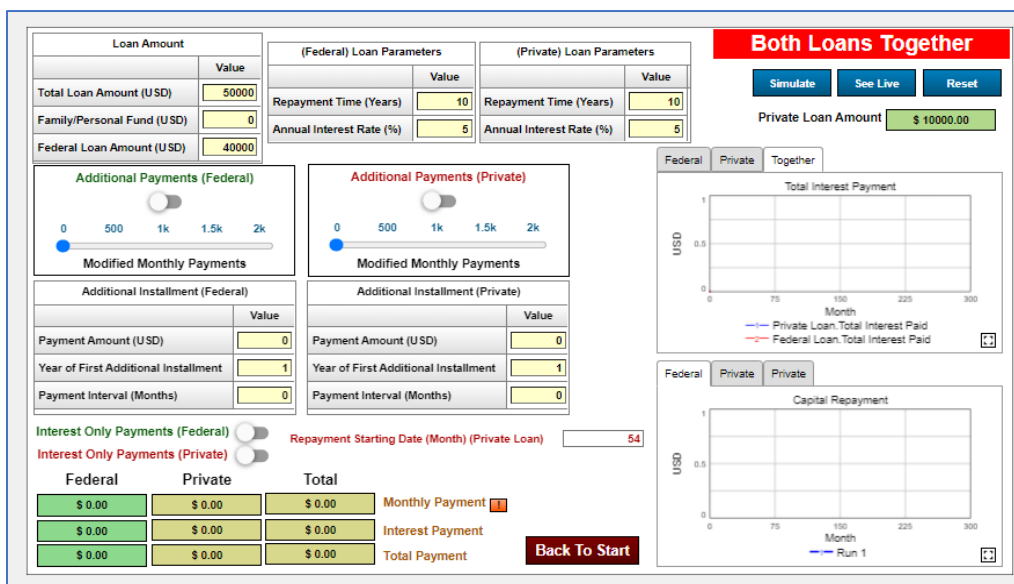 Loan Amount
Value
Total Loan Amount (USD) 50000
Family/Personal Fund (USD) 0
Federal Loan Amount (USD) 40000
(Federal) Loan Parameters
Value
Repayment Time (Years) 10
Annual Interest Rate (%) 5
(Private) Loan Parameters
Value
Repayment Time (Years) 10
Annual Interest Rate (%) 5
Both Loans Together
Simulate See Live Reset
Private Loan Amount $ 10000.00
Additional Payments (Federal)
0 500 1k 1.5k 2k
Modified Monthly Payments
Additional Payments (Private)
0 500 1k 1.5k 2k
Modified Monthly Payments
Federal Private Together
Total Interest Payment
1
USD
0.5
0
0 75 150 225 300
Month
1 Private Loan.Total Interest Paid
2 Federal Loan.Total Interest Paid
Additional Installment (Federal)
Value
Payment Amount (USD) 0
Year of First Additional Installment 1
Payment Interval (Months) 0
Additional Installment (Private)
Value
Payment Amount (USD) 0
Year of First Additional Installment 1
Payment Interval (Months) 0
Federal Private Private
Capital Repayment
1
USD
0.5
0
0 75 150 225 300
Month
1 Run 1
Interest Only Payments (Federal)
Interest Only Payments (Private)
Repayment Starting Date (Month) (Private Loan) 54
Federal Private Total
$ 0.00 $ 0.00 $ 0.00 Monthly Payment !
$ 0.00 $ 0.00 $ 0.00 Interest Payment
$ 0.00 $ 0.00 $ 0.00 Total Payment
Back To Start